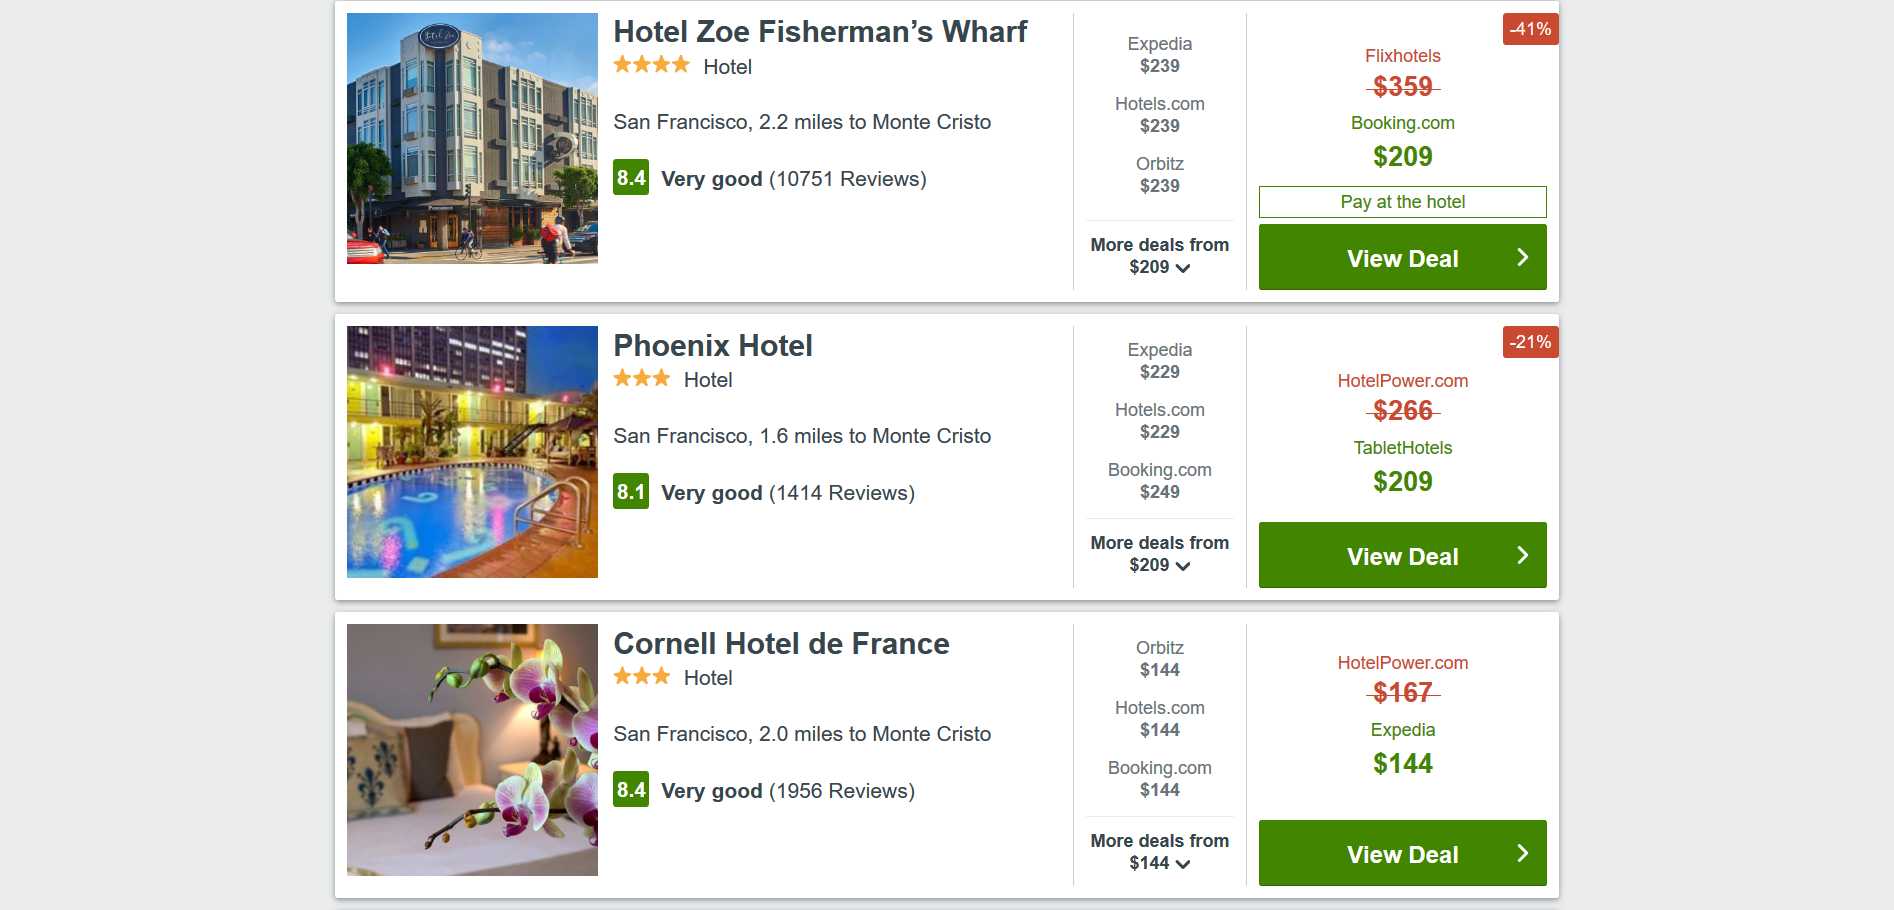 Hotel Zoe Fisherman’s Wharf
Hotel
San Francisco, 2.2 miles to Monte Cristo
8.4 Very good (10751 Reviews)
Expedia
$239
Hotels.com
$239
Orbitz
$239
More deals from
$209
-41%
Flixhotels
$359
Booking.com
$209
Pay at the hotel
View Deal
Phoenix Hotel
Hotel
San Francisco, 1.6 miles to Monte Cristo
8.1 Very good (1414 Reviews)
Expedia
$229
Hotels.com
$229
Booking.com
$249
More deals from
$209
-21%
HotelPower.com
$266
TabletHotels
$209
View Deal
Cornell Hotel de France
Hotel
San Francisco, 2.0 miles to Monte Cristo
8.4 Very good (1956 Reviews)
Orbitz
$144
Hotels.com
$144
Booking.com
$144
More deals from
$144
HotelPower.com
$167
Expedia
$144
View Deal